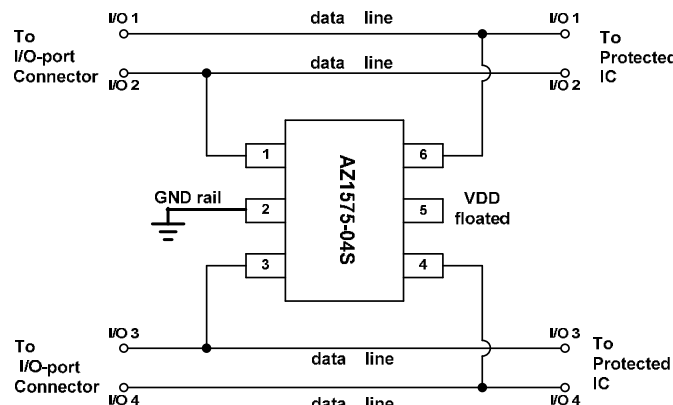 I/O 1
data line
I/O 1
To
I/O-port
Connector
To
Protected
IC
data line
I/O 2
I/O 2
1
6
AZ1575-04S
GND rail
2
5
VDD
floated
3
4
I/O 3
I/O 3
To
I/O-port
Connector
data line
To
Protected
IC
I/O 4
data line
I/O 4